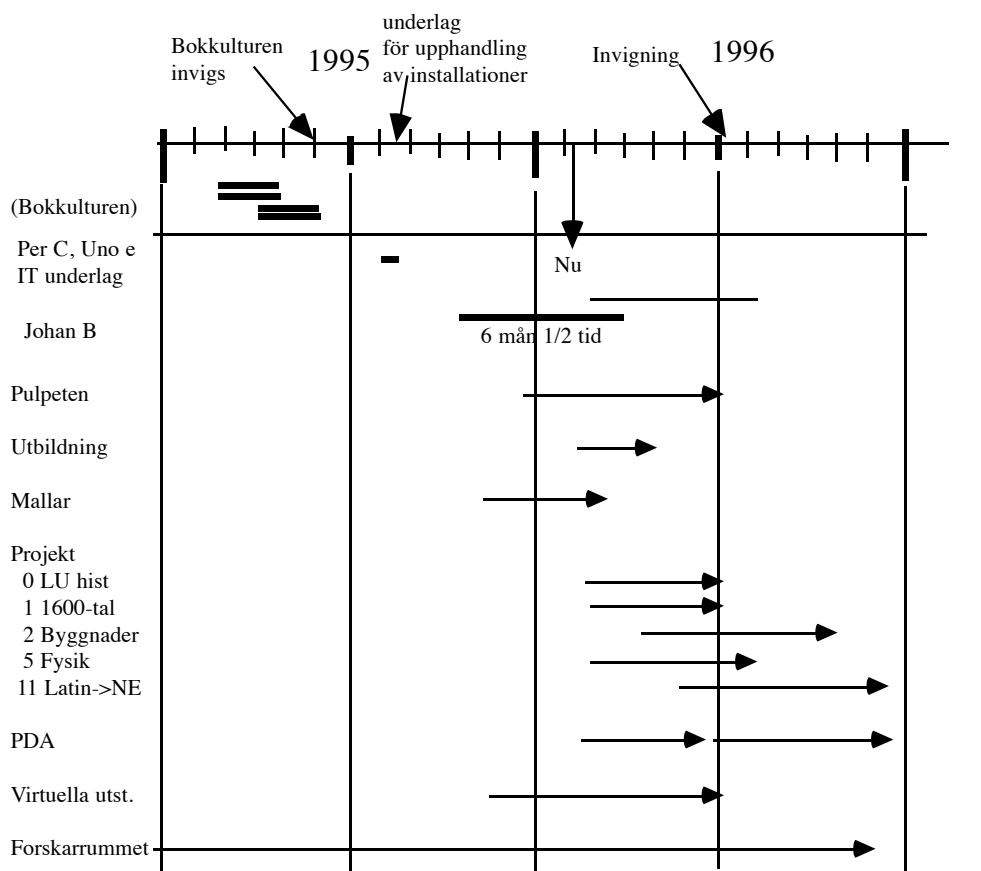 underlag
för upphandling
av installationer
Bokkulturen
invigs
1995
Invigning
1996
(Bokkulturen)
Per C, Uno e
IT underlag
Nu
Johan B
6 mån 1/2 tid
Pulpeten
Utbildning
Mallar
Projekt
0 LU hist
1 1600-tal
2 Byggnader
5 Fysik
11 Latin->NE
PDA
Virtuella utst.
Forskarrummet